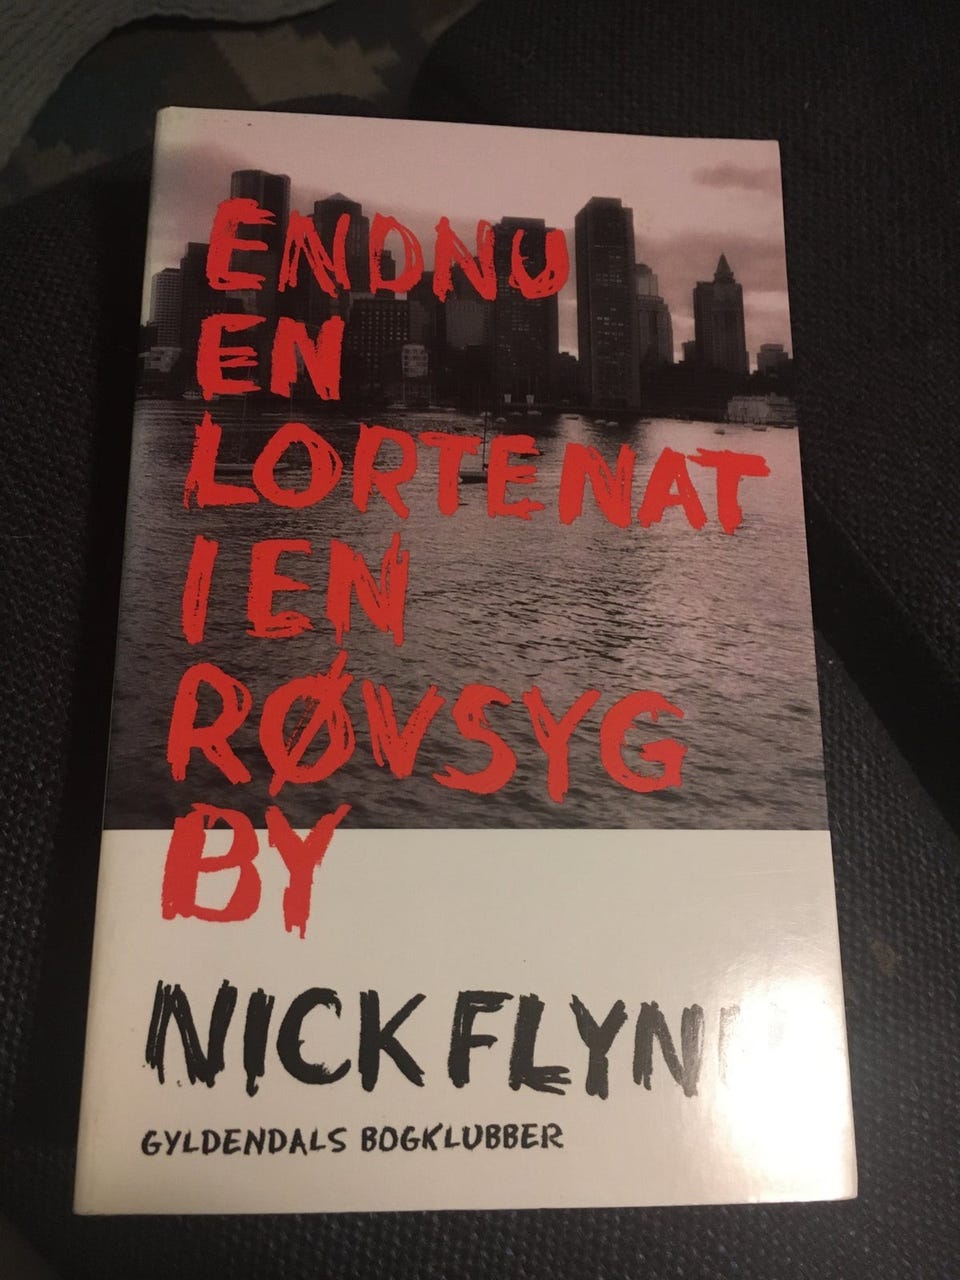 ENDNU
EN
LORTENAT
I EN
RØVSYG
BY
NICK FLYNN
GYLDENDALS BOGKLUBBER